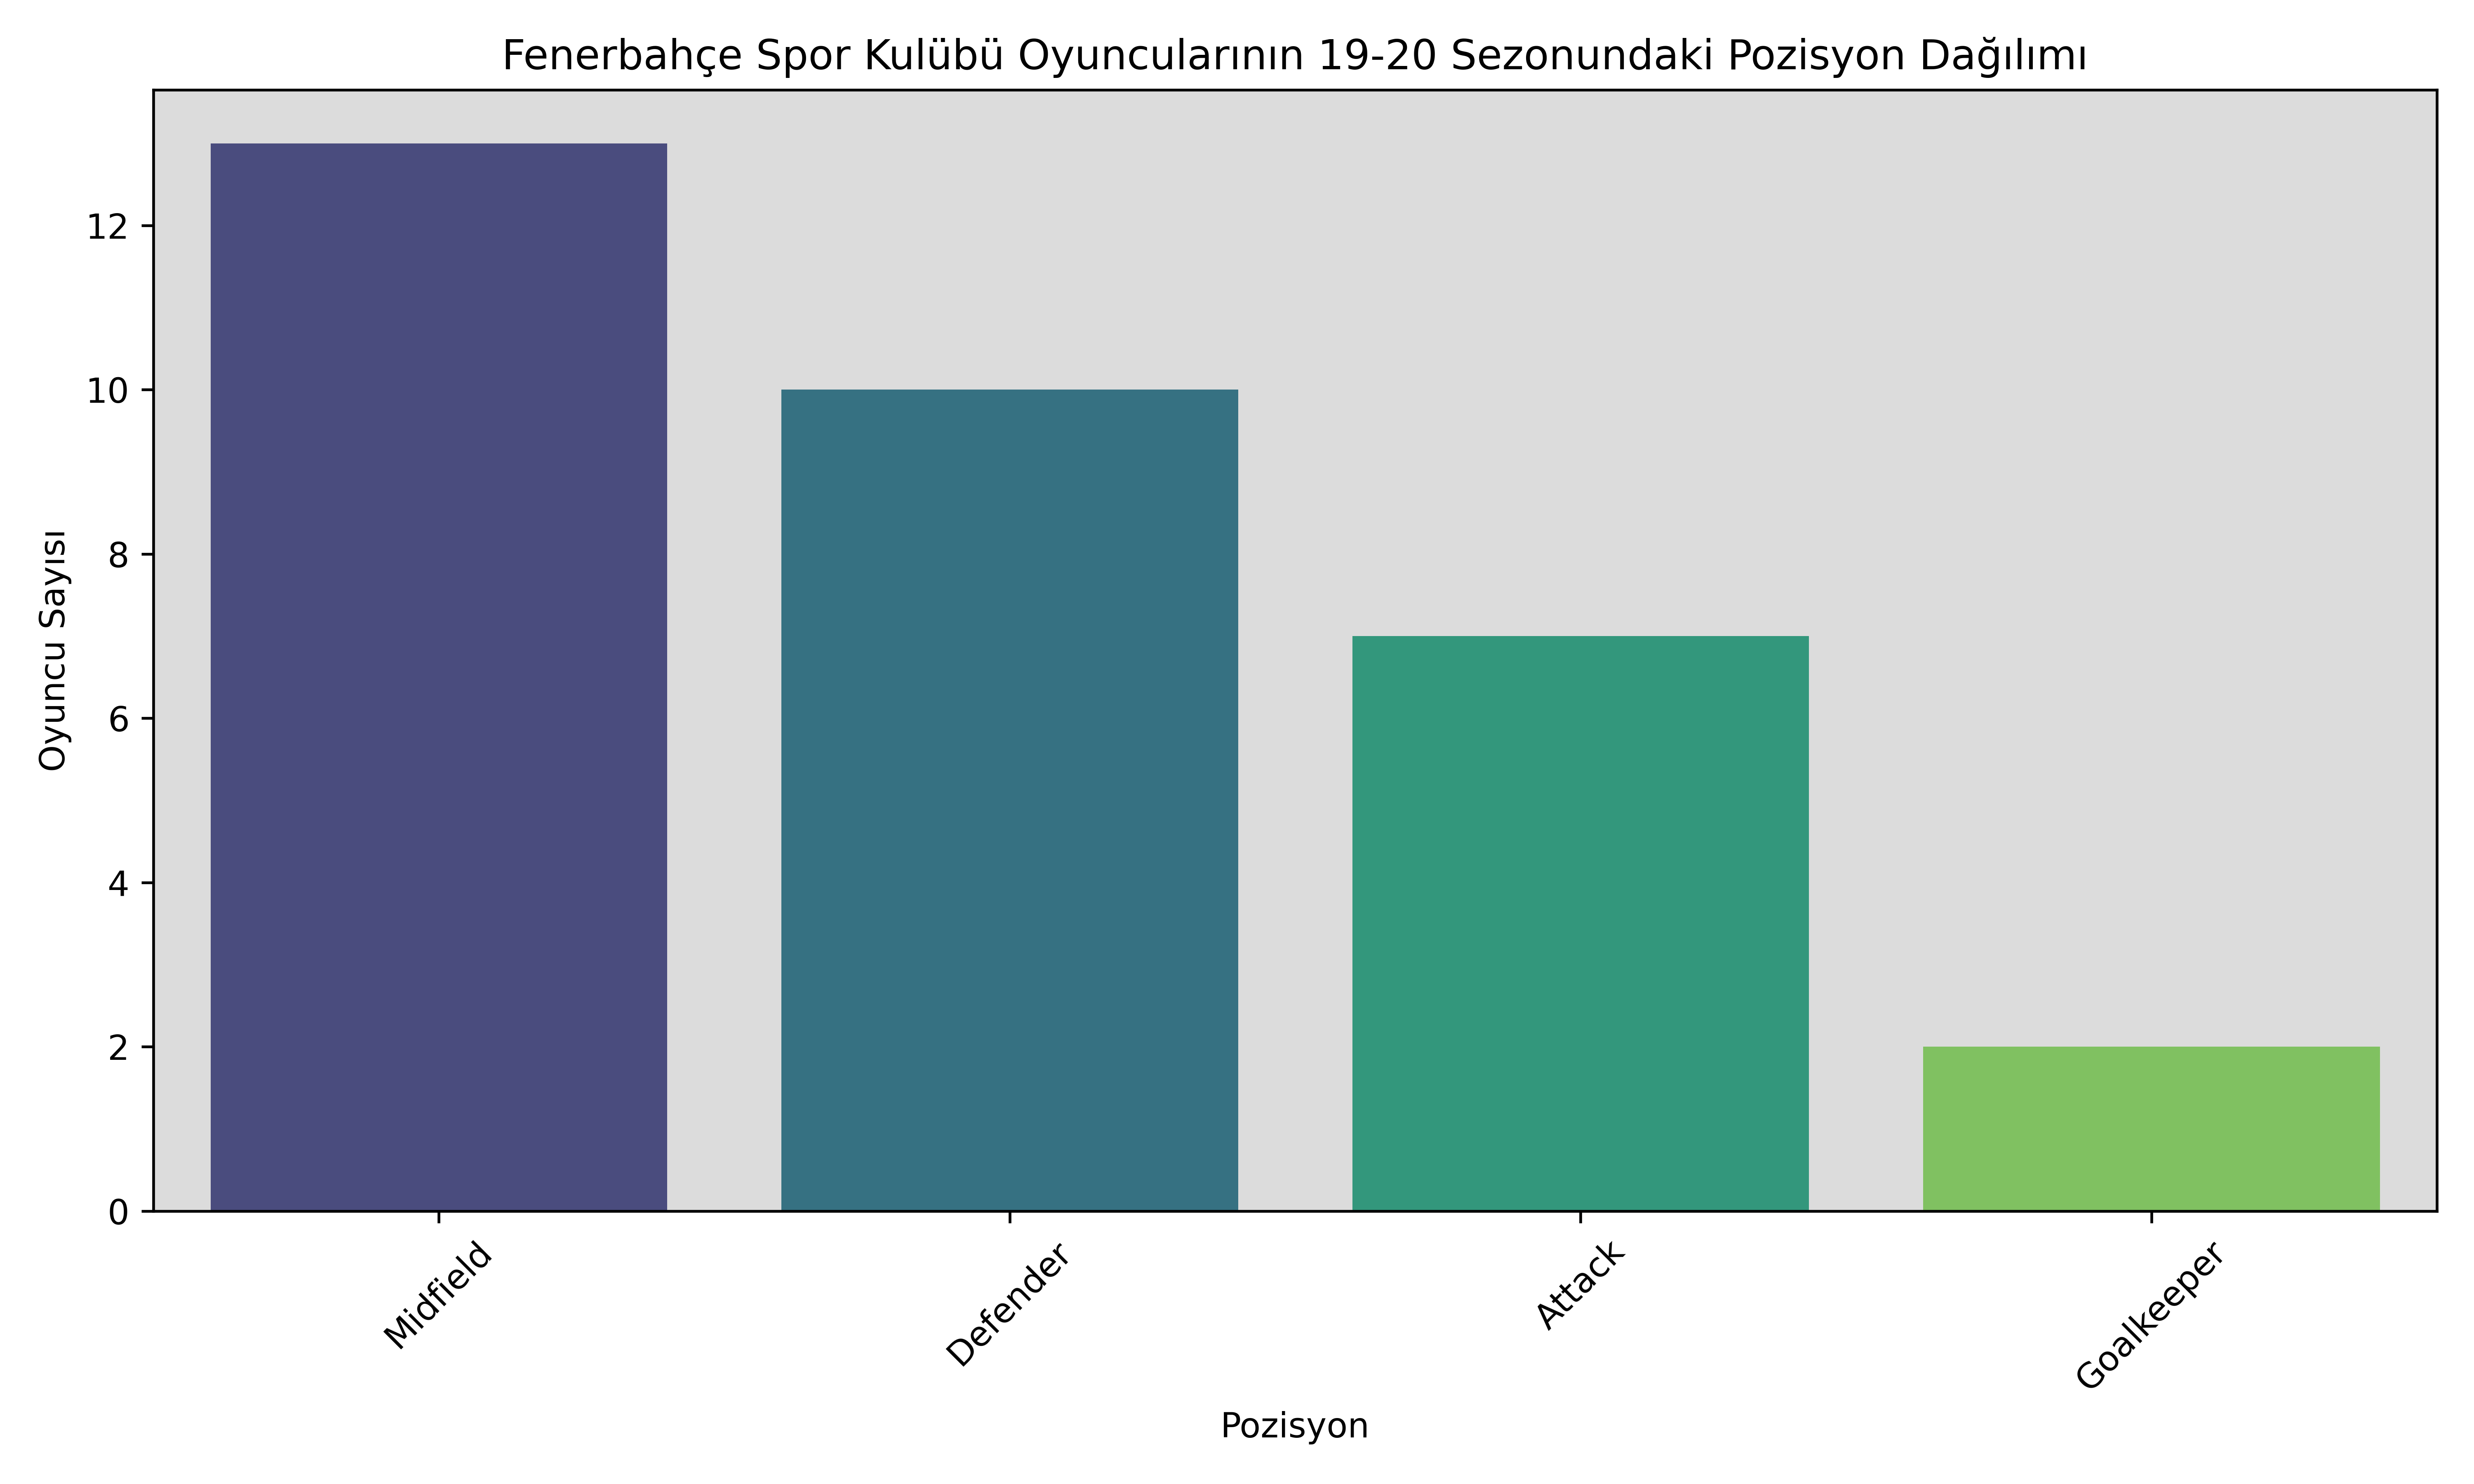 Fenerbahçe Spor Kulübü Oyuncularının 19-20 Sezonundaki Pozisyon Dağılımı
Oyuncu Sayısı
12
10
8
6
4
2
0
Midfield
Defender
Attack
Goalkeeper
Pozisyon